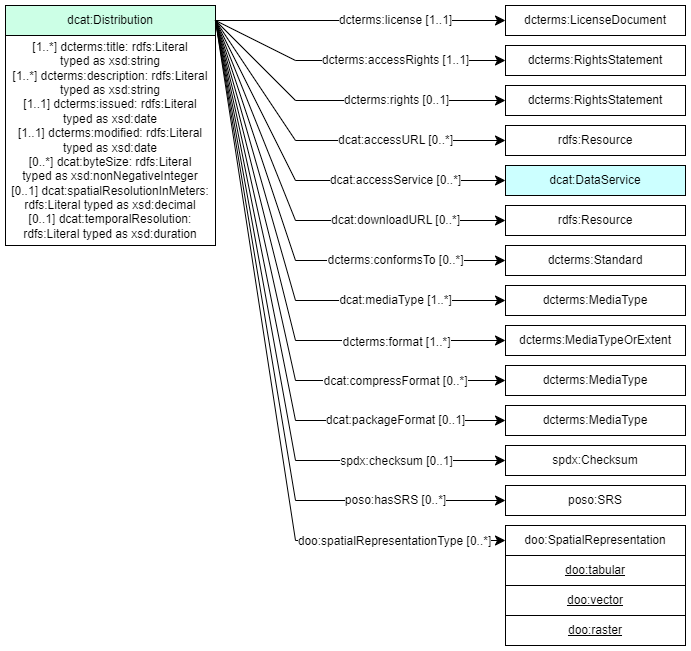 dcat:Distribution
[1..*] dcterms:title: rdfs:Literal
typed as xsd:string
[1..*] dcterms:description: rdfs:Literal
typed as xsd:string
[1..1] dcterms:issued: rdfs:Literal
typed as xsd:date
[1..1] dcterms:modified: rdfs:Literal
typed as xsd:date
[0..*] dcat:byteSize: rdfs:Literal
typed as xsd:nonNegativeInteger
[0..1] dcat:spatialResolutionInMeters:
rdfs:Literal typed as xsd:decimal
[0..1] dcat:temporalResolution:
rdfs:Literal typed as xsd:duration
dcterms:license [1..1]
dcterms:LicenseDocument
dcterms:accessRights [1..1]
dcterms:RightsStatement
dcterms:rights [0..1]
dcterms:RightsStatement
dcat:accessURL [0..*]
rdfs:Resource
dcat:accessService [0..*]
dcat:DataService
dcat:downloadURL [0..*]
rdfs:Resource
dcterms:conformsTo [0..*]
dcterms:Standard
dcat:mediaType [1..*]
dcterms:MediaType
dcterms:format [1..*]
dcterms:MediaTypeOrExtent
dcat:compressFormat [0..*]
dcterms:MediaType
dcat:packageFormat [0..1]
dcterms:MediaType
spdx:checksum [0..1]
spdx:Checksum
poso:hasSRS [0..*]
poso:SRS
doo:spatialRepresentationType [0..*]
doo:SpatialRepresentation
doo:tabular
doo:vector
doo:raster